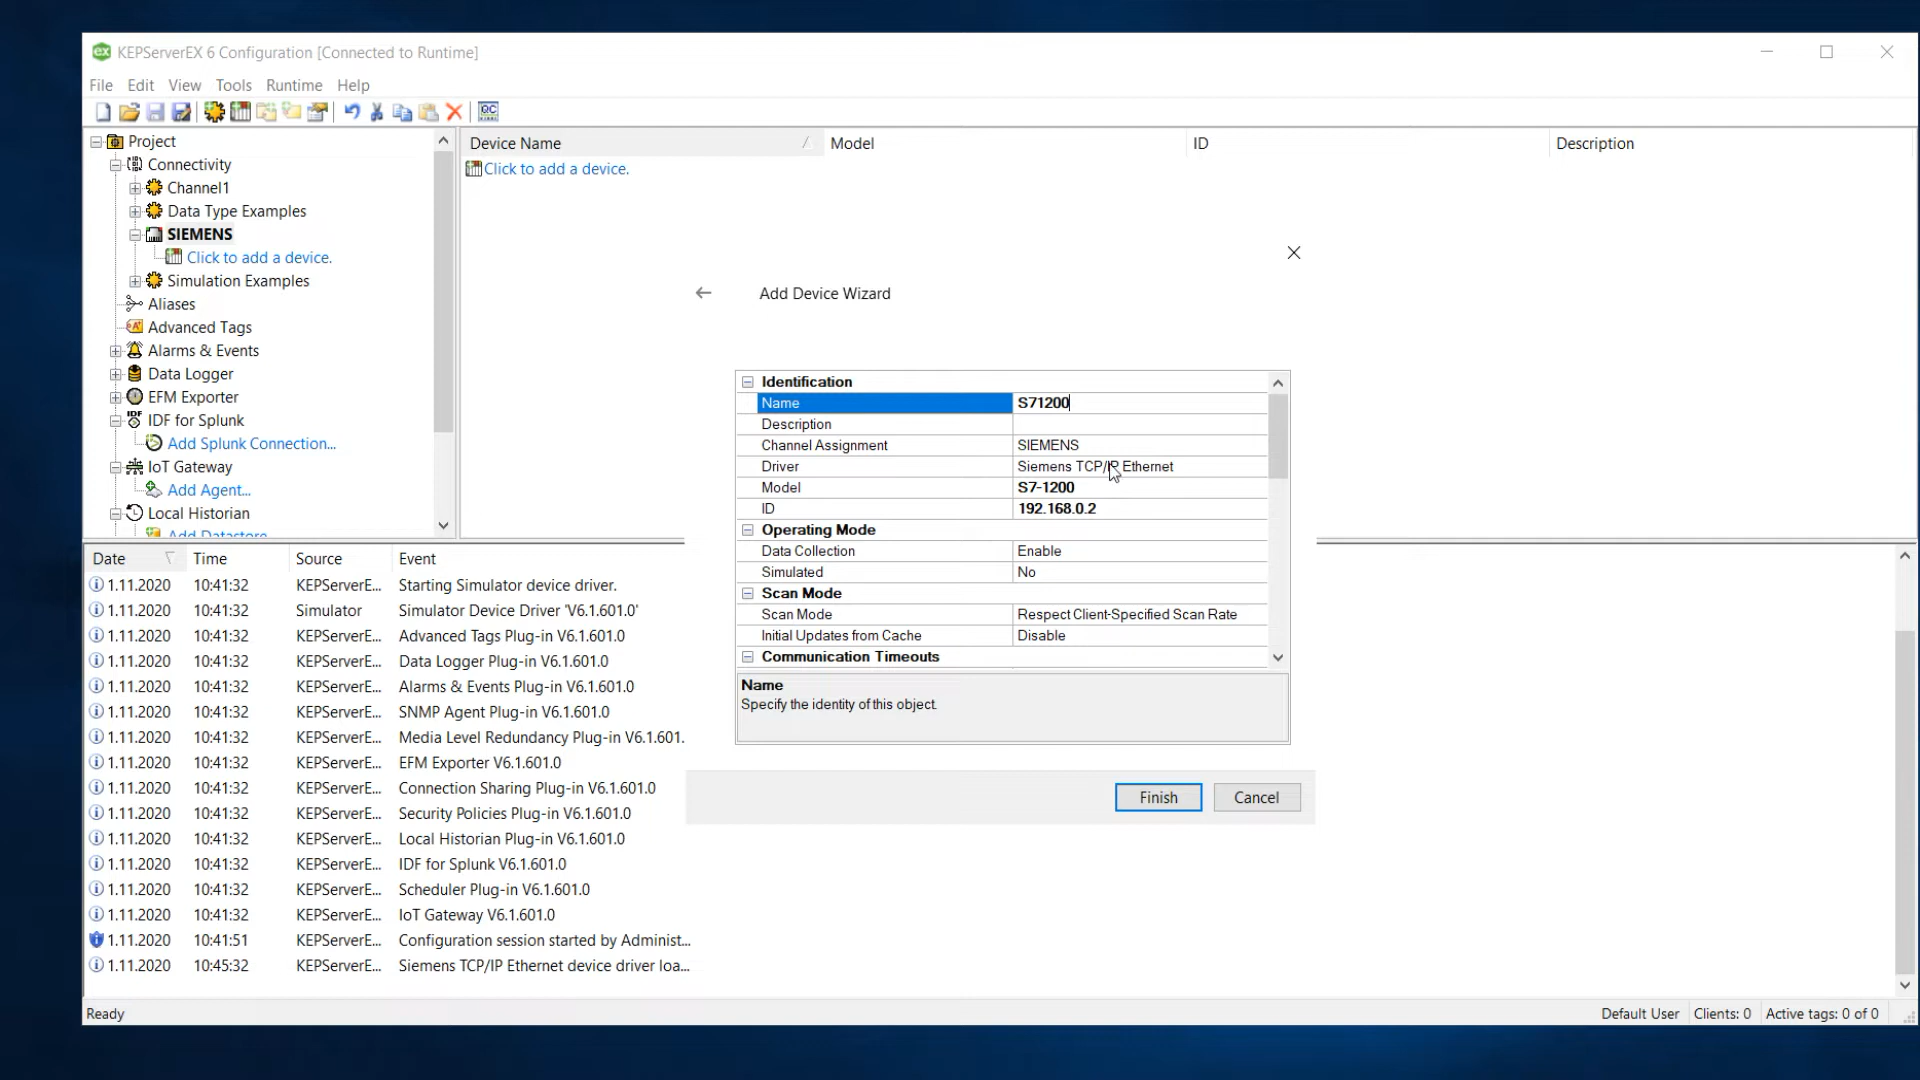 KEPServerEX 6 Configuration [Connected to Runtime]
File Edit View Tools Runtime Help
Project
Connectivity
Channel1
Data Type Examples
SIEMENS
Click to add a device.
Simulation Examples
Aliases
Advanced Tags
Alarms & Events
Data Logger
EFM Exporter
IDF for Splunk
Add Splunk Connection...
IoT Gateway
Add Agent...
Local Historian
Add Datastore
Device Name Model ID Description
Click to add a device.
Add Device Wizard
Identification
Name S71200
Description
Channel Assignment SIEMENS
Driver Siemens TCP/IP Ethernet
Model S7-1200
ID 192.168.0.2
Operating Mode
Data Collection Enable
Simulated No
Scan Mode
Scan Mode Respect Client-Specified Scan Rate
Initial Updates from Cache Disable
Communication Timeouts
Name
Specify the identity of this object.
Finish Cancel
Date Time Source Event
1.11.2020 10:41:32 KEPServerE... Starting Simulator device driver.
1.11.2020 10:41:32 Simulator Simulator Device Driver 'V6.1.601.0'
1.11.2020 10:41:32 KEPServerE... Advanced Tags Plug-in V6.1.601.0
1.11.2020 10:41:32 KEPServerE... Data Logger Plug-in V6.1.601.0
1.11.2020 10:41:32 KEPServerE... Alarms & Events Plug-in V6.1.601.0
1.11.2020 10:41:32 KEPServerE... SNMP Agent Plug-in V6.1.601.0
1.11.2020 10:41:32 KEPServerE... Media Level Redundancy Plug-in V6.1.601.
1.11.2020 10:41:32 KEPServerE... EFM Exporter V6.1.601.0
1.11.2020 10:41:32 KEPServerE... Connection Sharing Plug-in V6.1.601.0
1.11.2020 10:41:32 KEPServerE... Security Policies Plug-in V6.1.601.0
1.11.2020 10:41:32 KEPServerE... Local Historian Plug-in V6.1.601.0
1.11.2020 10:41:32 KEPServerE... IDF for Splunk V6.1.601.0
1.11.2020 10:41:32 KEPServerE... Scheduler Plug-in V6.1.601.0
1.11.2020 10:41:32 KEPServerE... IoT Gateway V6.1.601.0
1.11.2020 10:41:51 KEPServerE... Configuration session started by Administ...
1.11.2020 10:45:32 KEPServerE... Siemens TCP/IP Ethernet device driver loa...
Ready Default User Clients: 0 Active tags: 0 of 0